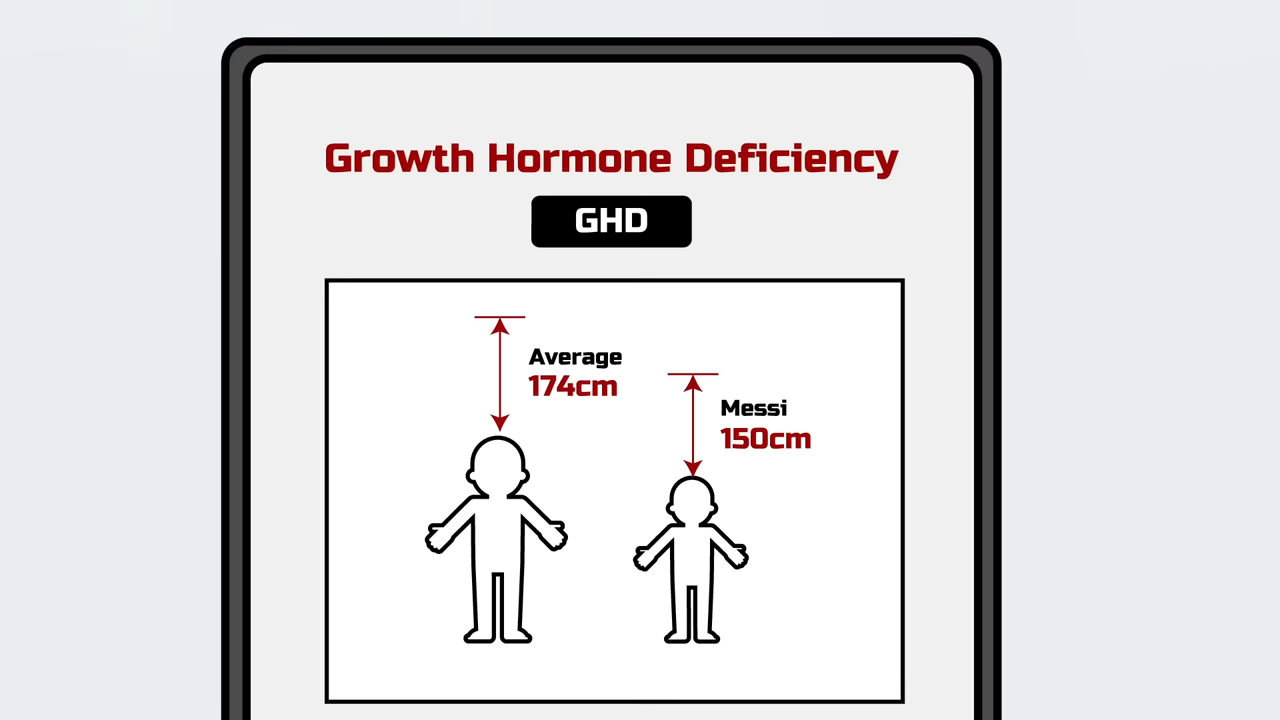 Growth Hormone Deficiency
GHD
Average
174cm
Messi
150cm